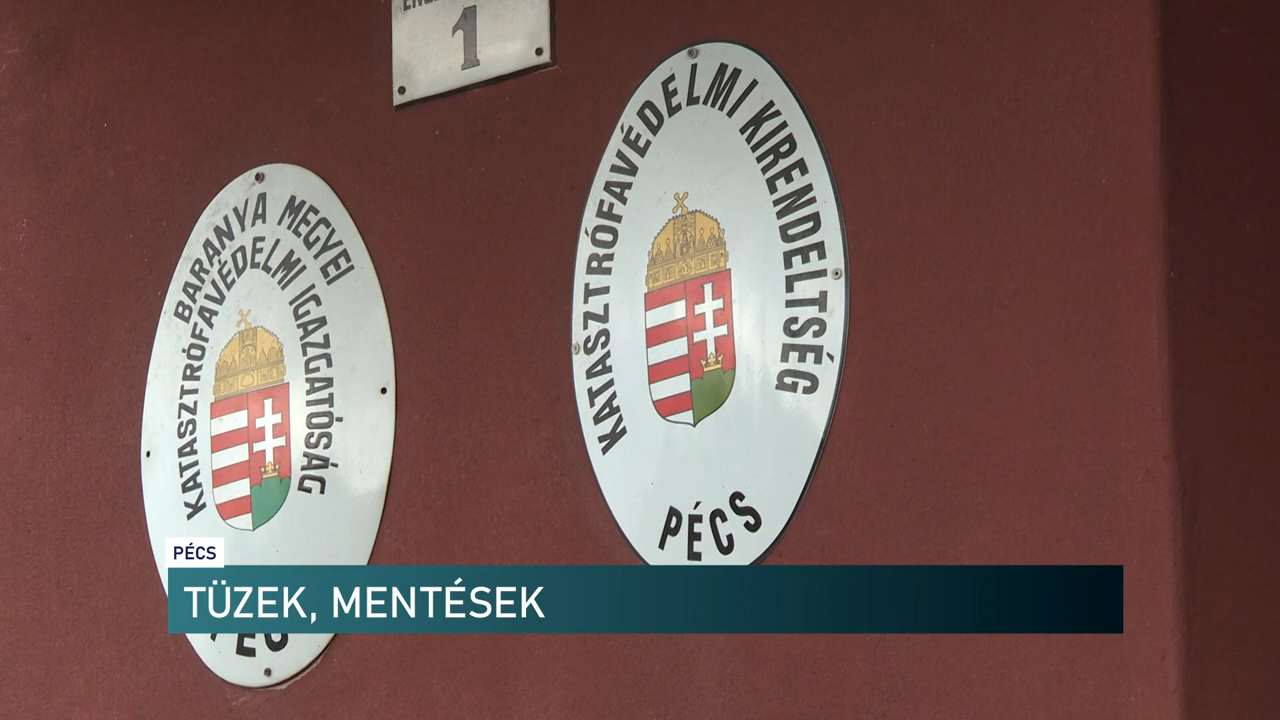 1
BARANYA MEGYEI
KATASZTRÓFAVÉDELMI IGAZGATÓSÁG
KATASZTRÓFAVÉDELMI KIRENDELTSÉG
PÉCS
PÉCS
TÜZEK, MENTÉSEK